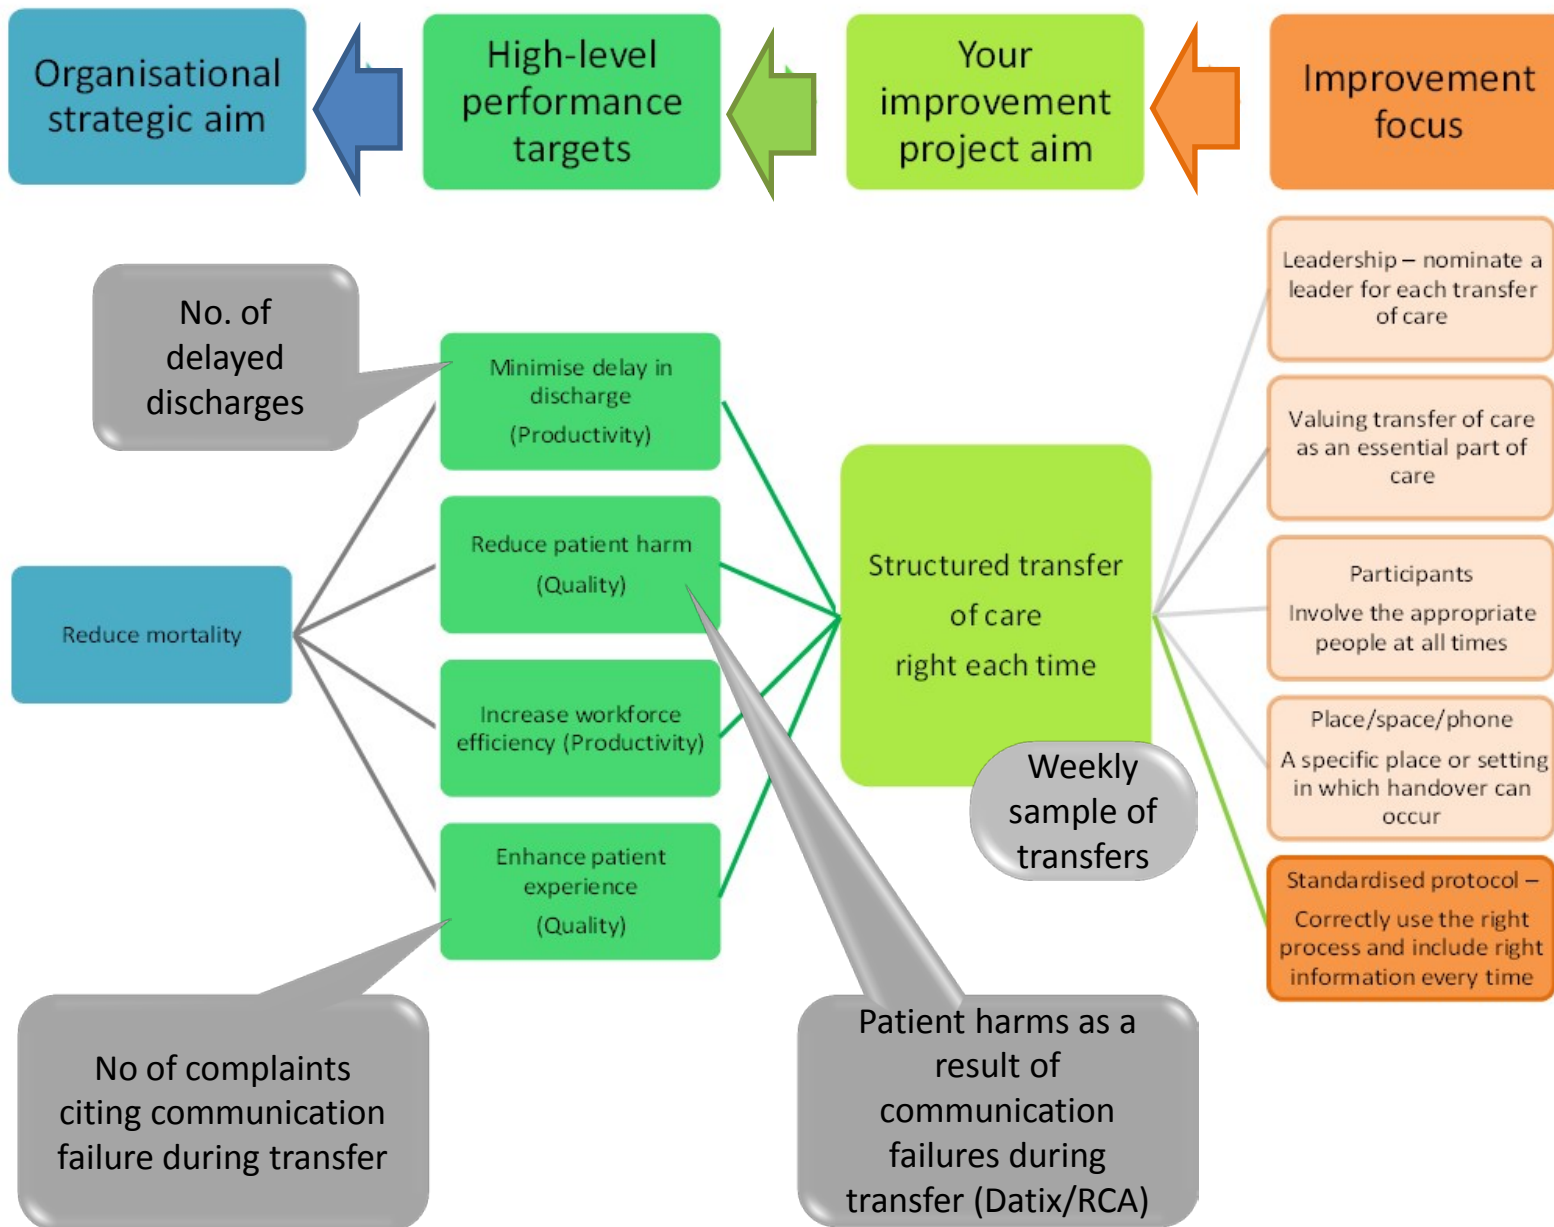 Organisational
strategic aim
High-level
performance
targets
Your
improvement
project aim
Improvement
focus
No. of
delayed
discharges
Reduce mortality
Minimise delay in
discharge
(Productivity)
Reduce patient harm
(Quality)
Increase workforce
efficiency (Productivity)
Enhance patient
experience
(Quality)
Structured transfer
of care
right each time
Weekly
sample of
transfers
Leadership – nominate a
leader for each transfer
of care
Valuing transfer of care
as an essential part of
care
Participants
Involve the appropriate
people at all times
Place/space/phone
A specific place or setting
in which handover can
occur
Standardised protocol –
Correctly use the right
process and include right
information every time
No of complaints
citing communication
failure during transfer
Patient harms as a
result of
communication
failures during
transfer (Datix/RCA)